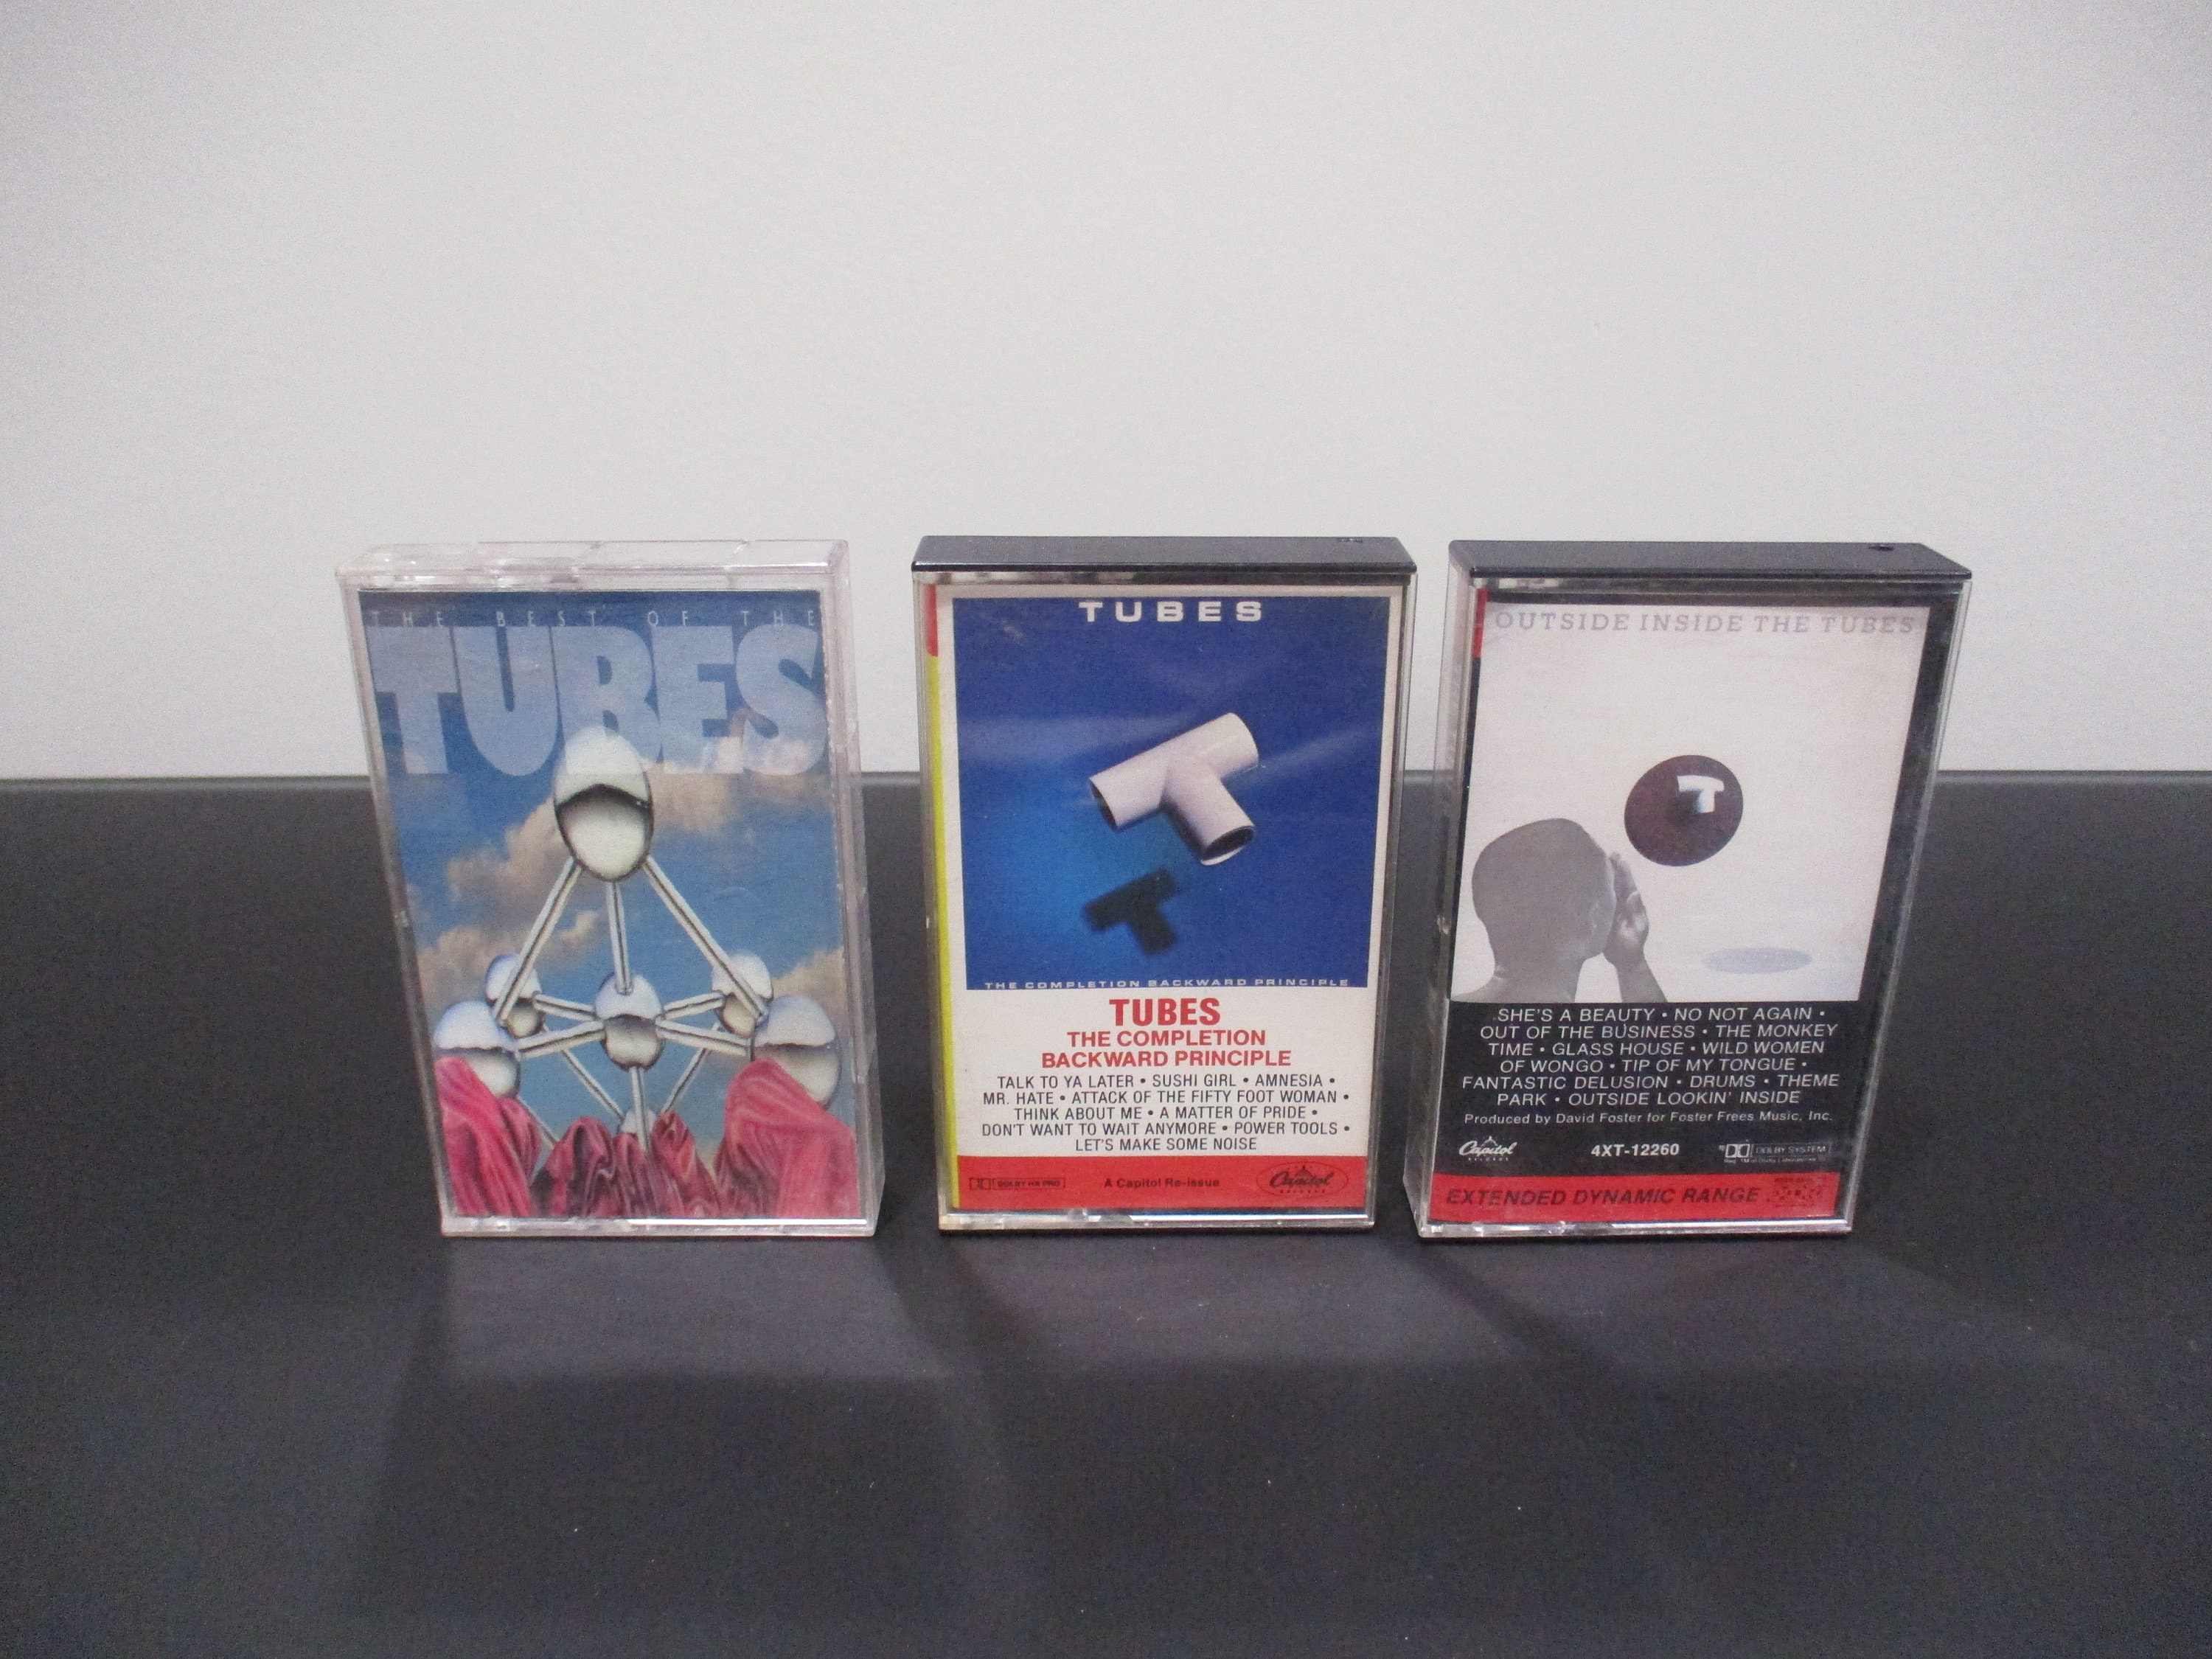 THE BEST OF THE
TUBES
TUBES
THE COMPLETION BACKWARD PRINCIPLE
TUBES
THE COMPLETION
BACKWARD PRINCIPLE
TALK TO YA LATER • SUSHI GIRL • AMNESIA •
MR. HATE • ATTACK OF THE FIFTY FOOT WOMAN •
THINK ABOUT ME • A MATTER OF PRIDE •
DON'T WANT TO WAIT ANYMORE • POWER TOOLS •
LET'S MAKE SOME NOISE
DOLBY HX PRO
A Capitol Re-issue
Capitol
RECORDS
OUTSIDE INSIDE THE TUBES
T
SHE'S A BEAUTY • NO NOT AGAIN •
OUT OF THE BUSINESS • THE MONKEY
TIME • GLASS HOUSE • WILD WOMEN
OF WONGO • TIP OF MY TONGUE •
FANTASTIC DELUSION • DRUMS • THEME
PARK • OUTSIDE LOOKIN' INSIDE
Produced by David Foster for Foster Frees Music, Inc.
Capitol
RECORDS
4XT-12260
DOLBY SYSTEM
EXTENDED DYNAMIC RANGE